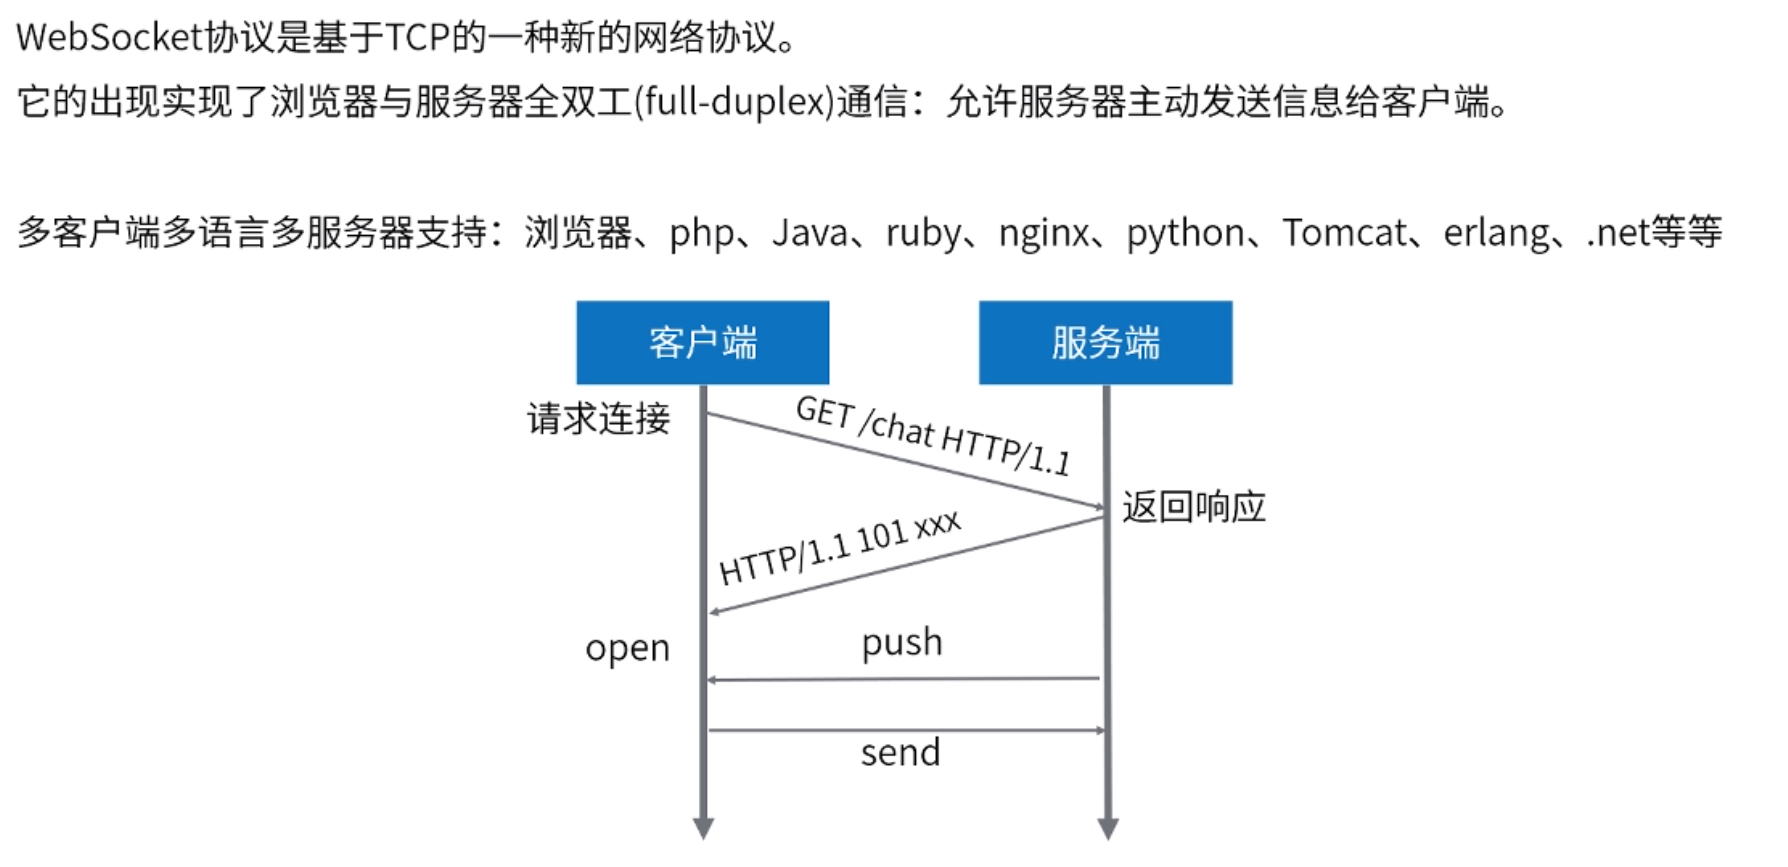 WebSocket协议是基于TCP的一种新的网络协议。
它的出现实现了浏览器与服务器全双工(full-duplex)通信：允许服务器主动发送信息给客户端。
多客户端多语言多服务器支持：浏览器、php、Java、ruby、nginx、python、Tomcat、erlang、.net等等
客户端
服务端
请求连接
GET /chat HTTP/1.1
返回响应
HTTP/1.1 101 xxx
open
push
send